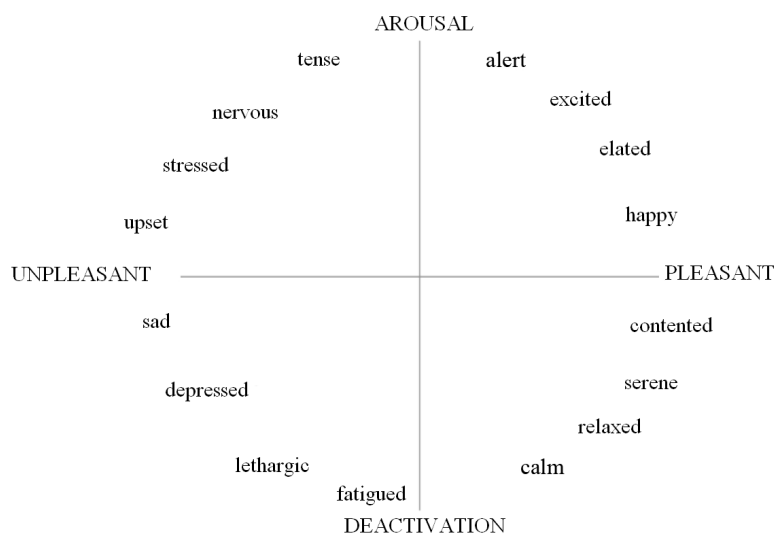 AROUSAL
tense alert
excited
nervous
elated
stressed
happy
upset
UNPLEASANT PLEASANT
sad contented
serene
depressed
relaxed
lethargic calm
fatigued
DEACTIVATION